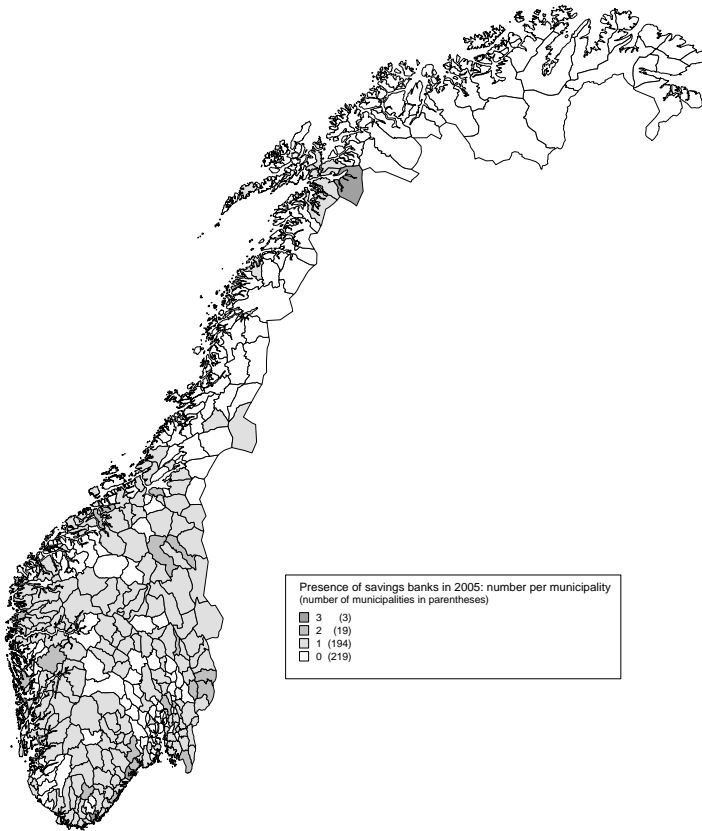 Presence of savings banks in 2005: number per municipality
(number of municipalities in parentheses)
3 (3)
2 (19)
1 (194)
0 (219)